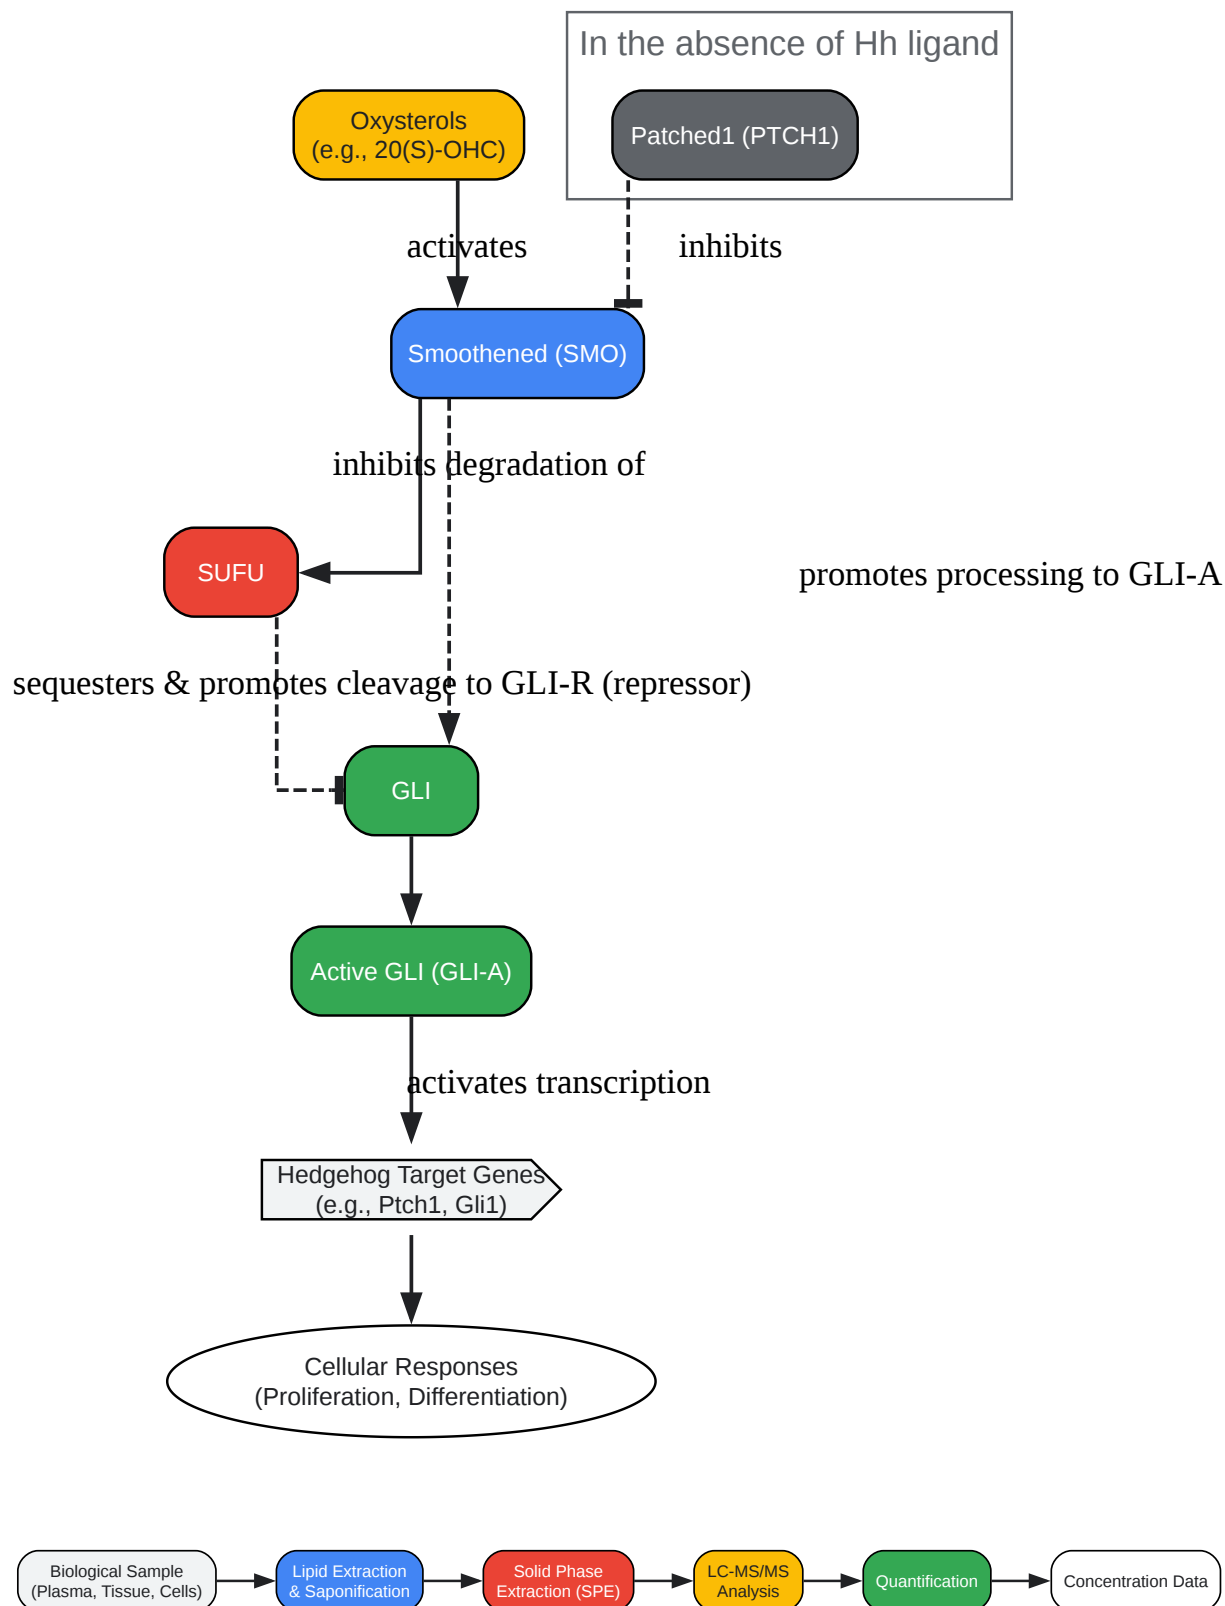 In the absence of Hh ligand
Oxysterols
(e.g., 20(S)-OHC)
Patched1 (PTCH1)
activates
inhibits
Smoothened (SMO)
inhibits degradation of
SUFU
promotes processing to GLI-A
sequesters & promotes cleavage to GLI-R (repressor)
GLI
Active GLI (GLI-A)
activates transcription
Hedgehog Target Genes
(e.g., Ptch1, Gli1)
Cellular Responses
(Proliferation, Differentiation)
Biological Sample
(Plasma, Tissue, Cells)
Lipid Extraction
& Saponification
Solid Phase
Extraction (SPE)
LC-MS/MS
Analysis
Quantification
Concentration Data